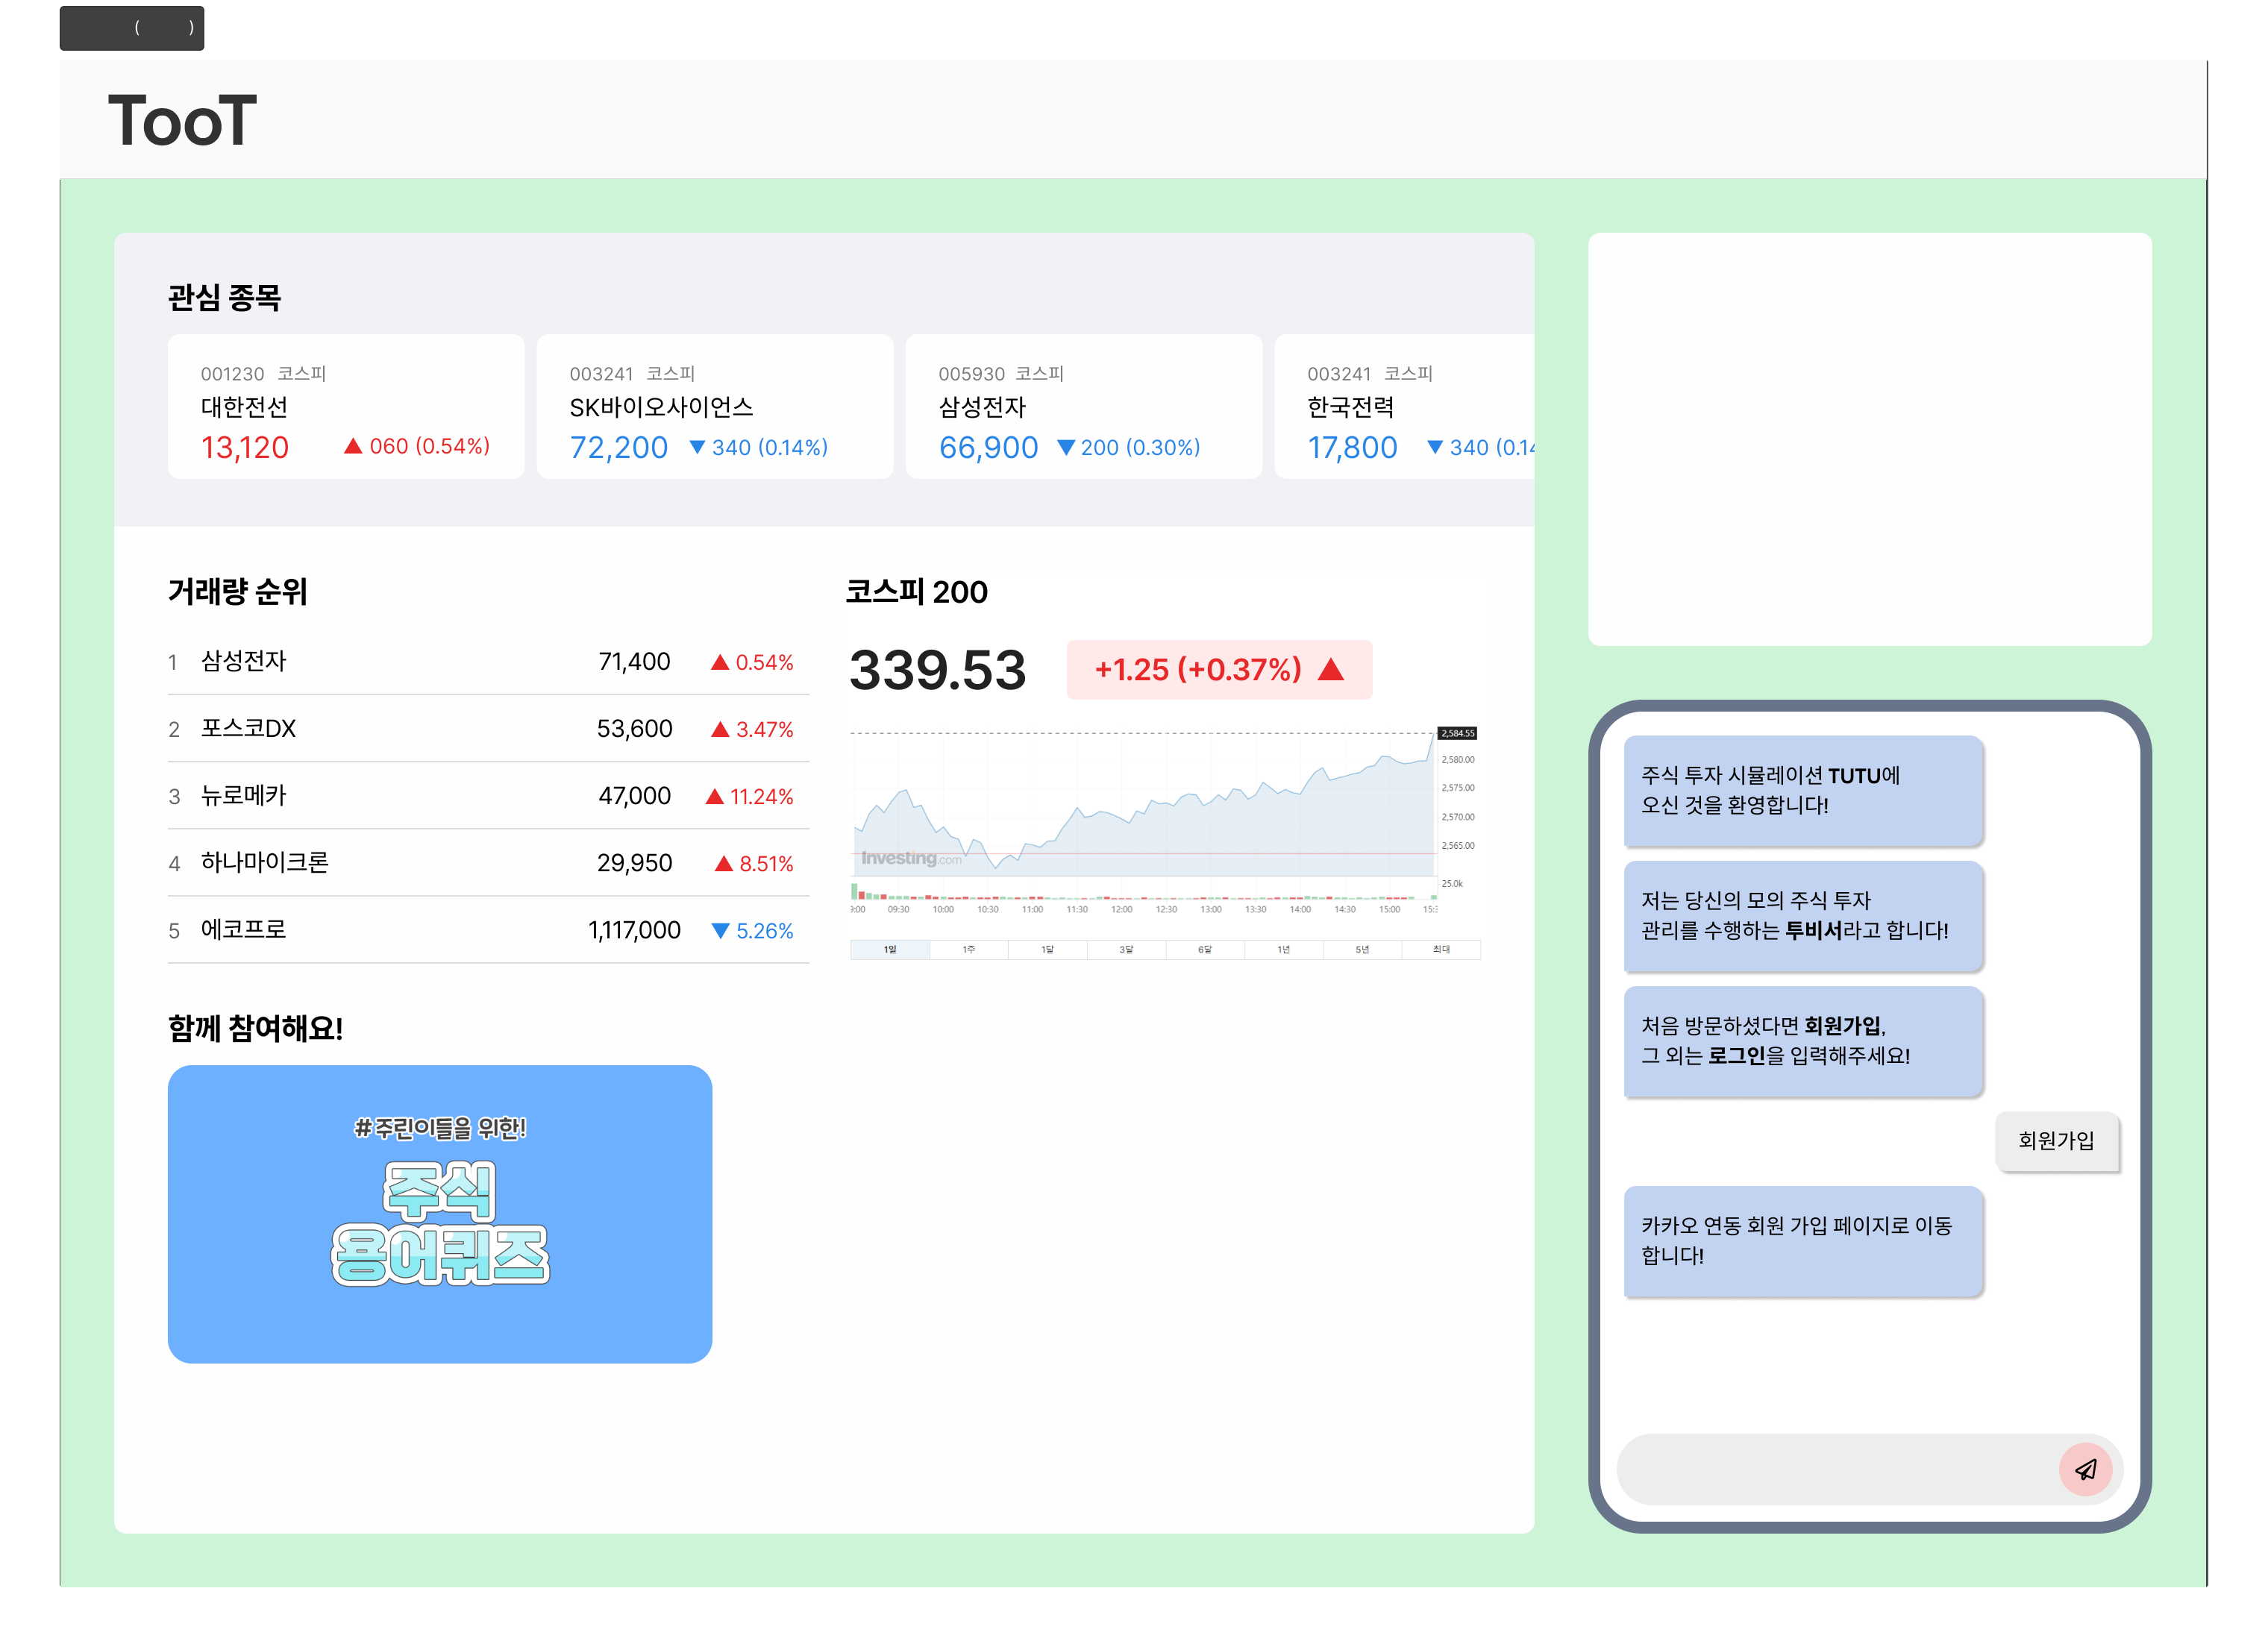 ( )
TooT
관심 종목
001230 코스피
대한전선
13,120 ▲ 060 (0.54%)
003241 코스피
SK바이오사이언스
72,200 ▼ 340 (0.14%)
005930 코스피
삼성전자
66,900 ▼ 200 (0.30%)
003241 코스피
한국전력
17,800 ▼ 340 (0.14
거래량 순위
1 삼성전자 71,400 ▲ 0.54%
2 포스코DX 53,600 ▲ 3.47%
3 뉴로메카 47,000 ▲ 11.24%
4 하나마이크론 29,950 ▲ 8.51%
5 에코프로 1,117,000 ▼ 5.26%
코스피 200
339.53 +1.25 (+0.37%) ▲
2,584.55
2,580.00
2,575.00
2,570.00
2,565.00
Investing.com
25.0k
9:00 09:30 10:00 10:30 11:00 11:30 12:00 12:30 13:00 13:30 14:00 14:30 15:00 15:3
1일 1주 1달 3달 6달 1년 5년 최대
함께 참여해요!
# 주린이들을 위한!
주식
용어퀴즈
주식 투자 시뮬레이션 TUTU에
오신 것을 환영합니다!
저는 당신의 모의 주식 투자
관리를 수행하는 투비서라고 합니다!
처음 방문하셨다면 회원가입,
그 외는 로그인을 입력해주세요!
회원가입
카카오 연동 회원 가입 페이지로 이동
합니다!